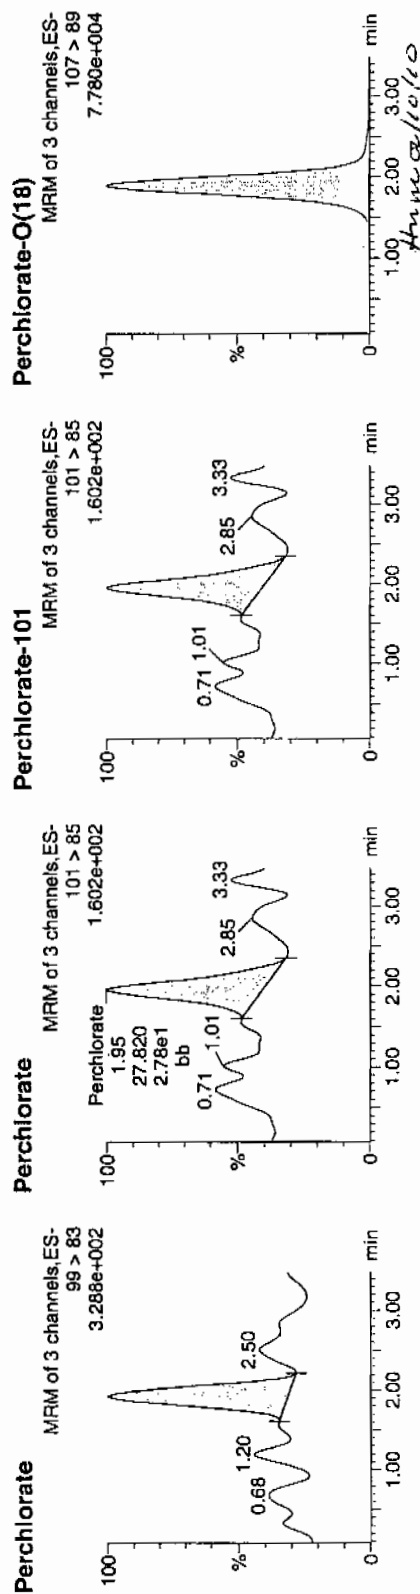 Perchlorate
MRM of 3 channels,ES-
99 > 83
3.288e+002
100
%
0
0.68
1.20
2.50
1.00
2.00
3.00
min
Perchlorate
MRM of 3 channels,ES-
101 > 85
1.602e+002
Perchlorate
1.95
27.820
2.78e1
bb
100
%
0
0.71
1.01
2.85
3.33
1.00
2.00
3.00
min
Perchlorate-101
MRM of 3 channels,ES-
101 > 85
1.602e+002
100
%
0
0.71
1.01
2.85
3.33
1.00
2.00
3.00
min
Perchlorate-O(18)
MRM of 3 channels,ES-
107 > 89
7.780e+004
100
%
0
1.00
2.00
3.00
min